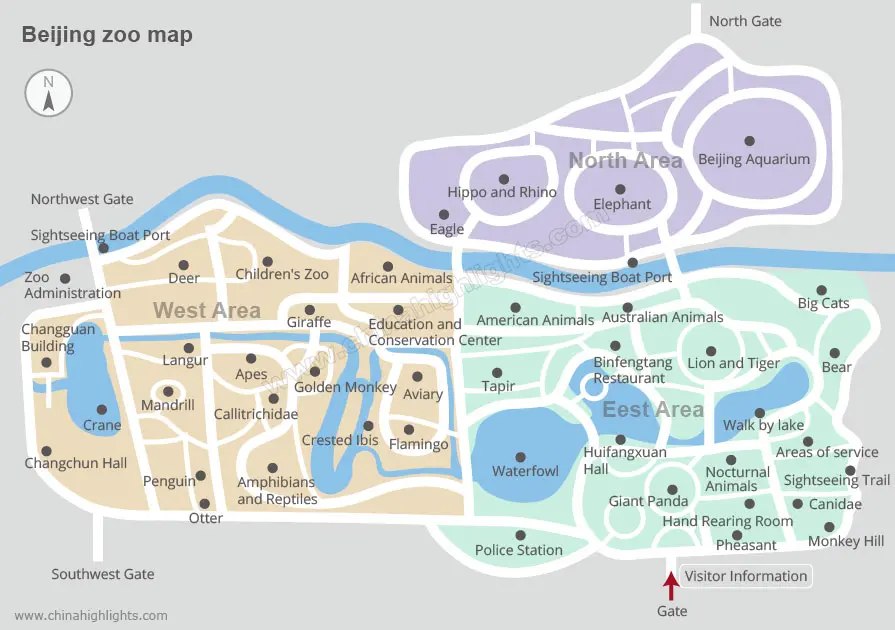 North Gate
Beijing zoo map
N
North Area
Beijing Aquarium
Hippo and Rhino
Elephant
Eagle
Northwest Gate
Sightseeing Boat Port
Sightseeing Boat Port
Zoo
Administration
Deer
Children's Zoo
African Animals
Big Cats
West Area
Giraffe
Education and
Conservation Center
American Animals
Australian Animals
Changguan
Building
Langur
Apes
Golden Monkey
Aviary
Tapir
Binfengtang
Restaurant
Lion and Tiger
Bear
Mandrill
Callitrichidae
Eest Area
Crane
Crested Ibis
Flamingo
Walk by lake
Changchun Hall
Penguin
Amphibians
and Reptiles
Waterfowl
Huifangxuan
Hall
Nocturnal
Animals
Areas of service
Sightseeing Trail
Otter
Giant Panda
Hand Rearing Room
Canidae
Police Station
Pheasant
Monkey Hill
Southwest Gate
Visitor Information
Gate
www.chinahighlights.com
www.chinahighlights.com